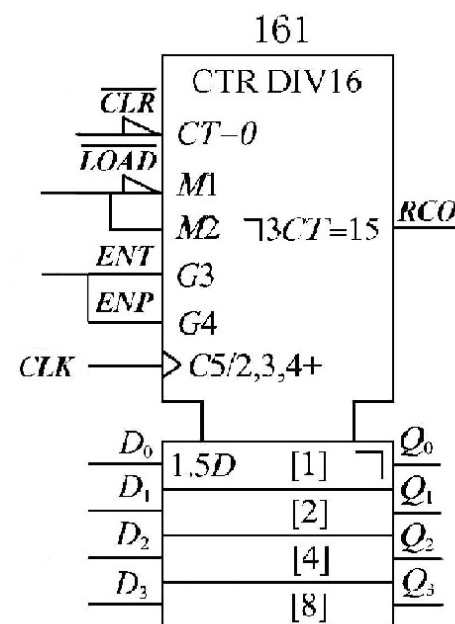 161
CTR DIV16
CLR
CT-0
LOAD
M1
M2
ㄱ3CT=15
RCO
ENT
G3
ENP
G4
CLK
C5/2,3,4+
D₀
1.5D
[1]
ㄱ
Q₀
D₁
[2]
Q₁
D₂
[4]
Q₂
D₃
[8]
Q₃